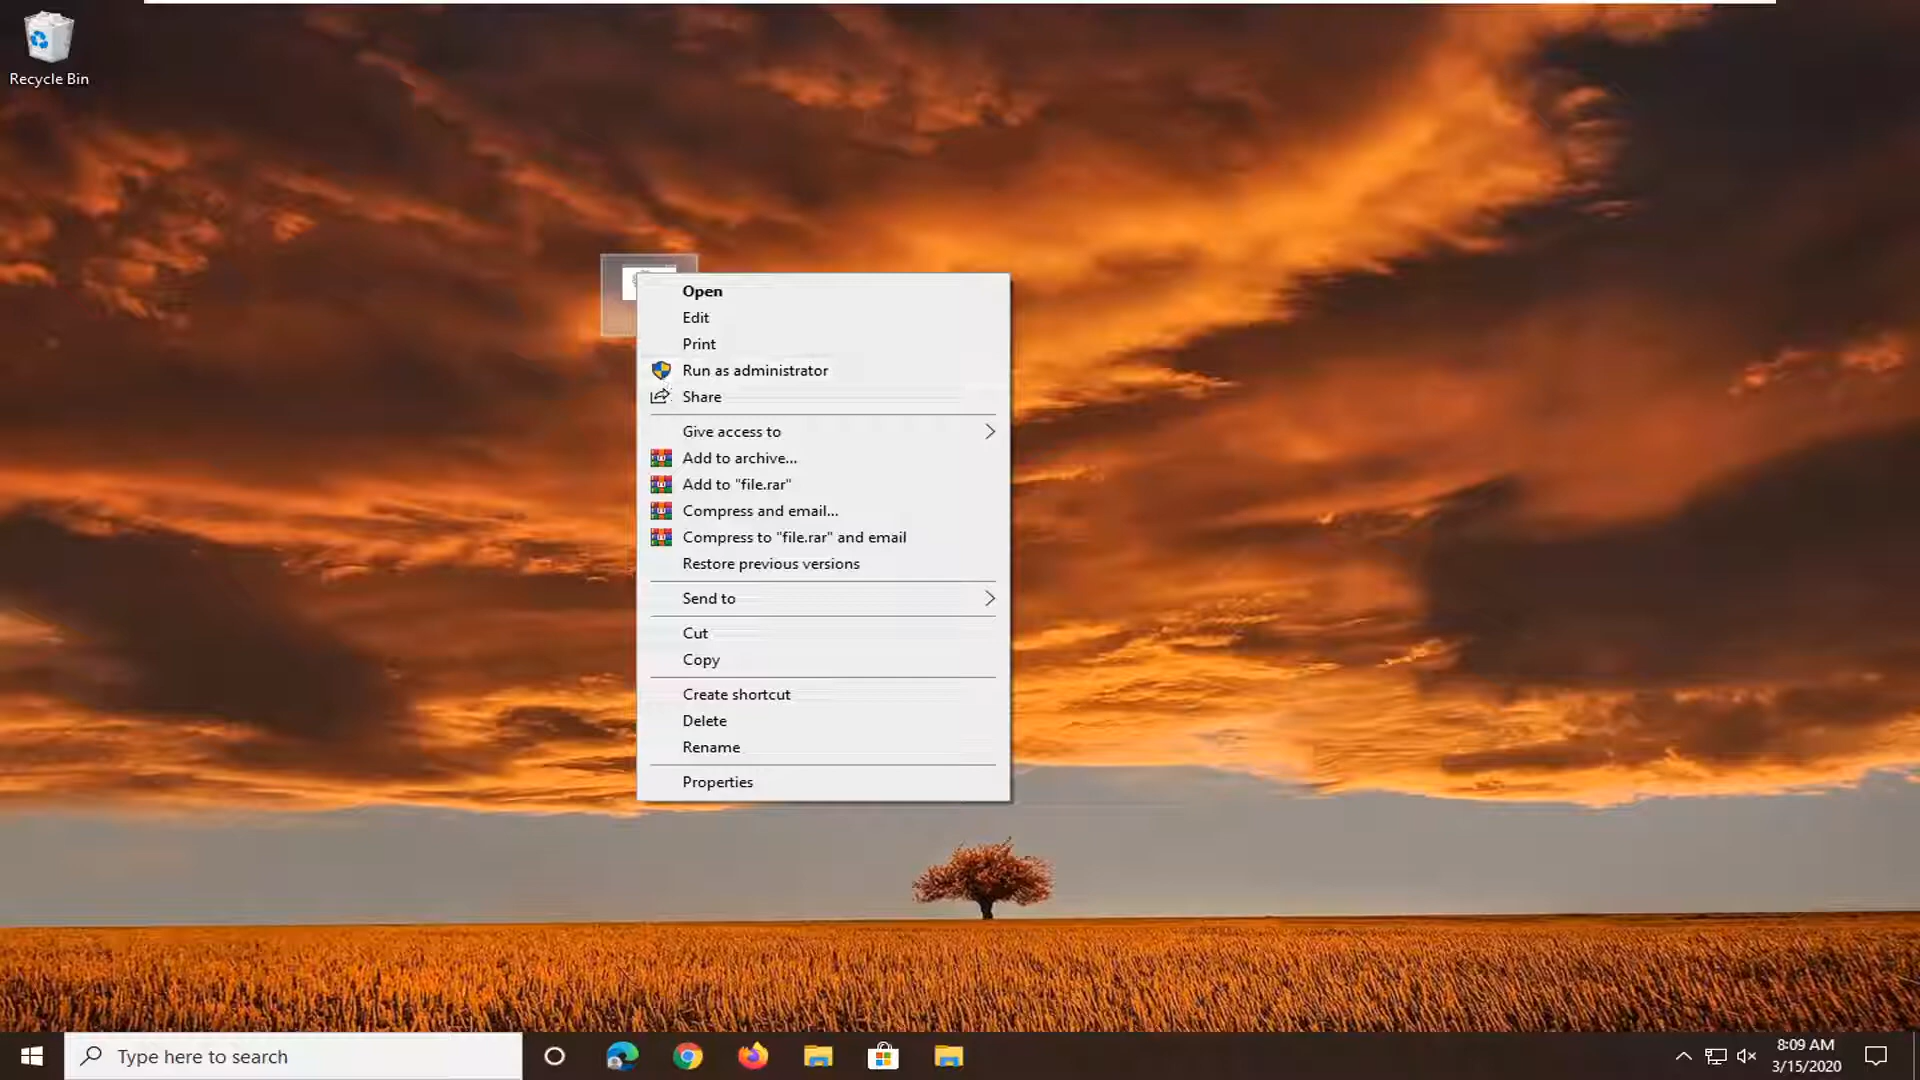 Recycle Bin
Open
Edit
Print
Run as administrator
Share
Give access to
Add to archive...
Add to "file.rar"
Compress and email...
Compress to "file.rar" and email
Restore previous versions
Send to
Cut
Copy
Create shortcut
Delete
Rename
Properties
Type here to search
8:09 AM
3/15/2020